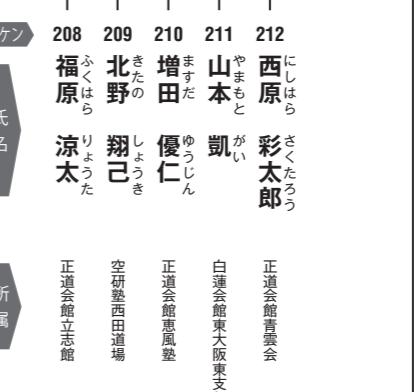 ケン
208
209
210
211
212
氏名
福原 涼太
ふくはら りょうた
北野 翔己
きたの しょうき
増田 優仁
ますだ ゆうじん
山本 凱
やまもと がい
西原 彩太郎
にしはら さくたろう
所属
正道会館立志館
空研塾西田道場
正道会館恵風塾
白蓮会館東大阪東支
正道会館青雲会